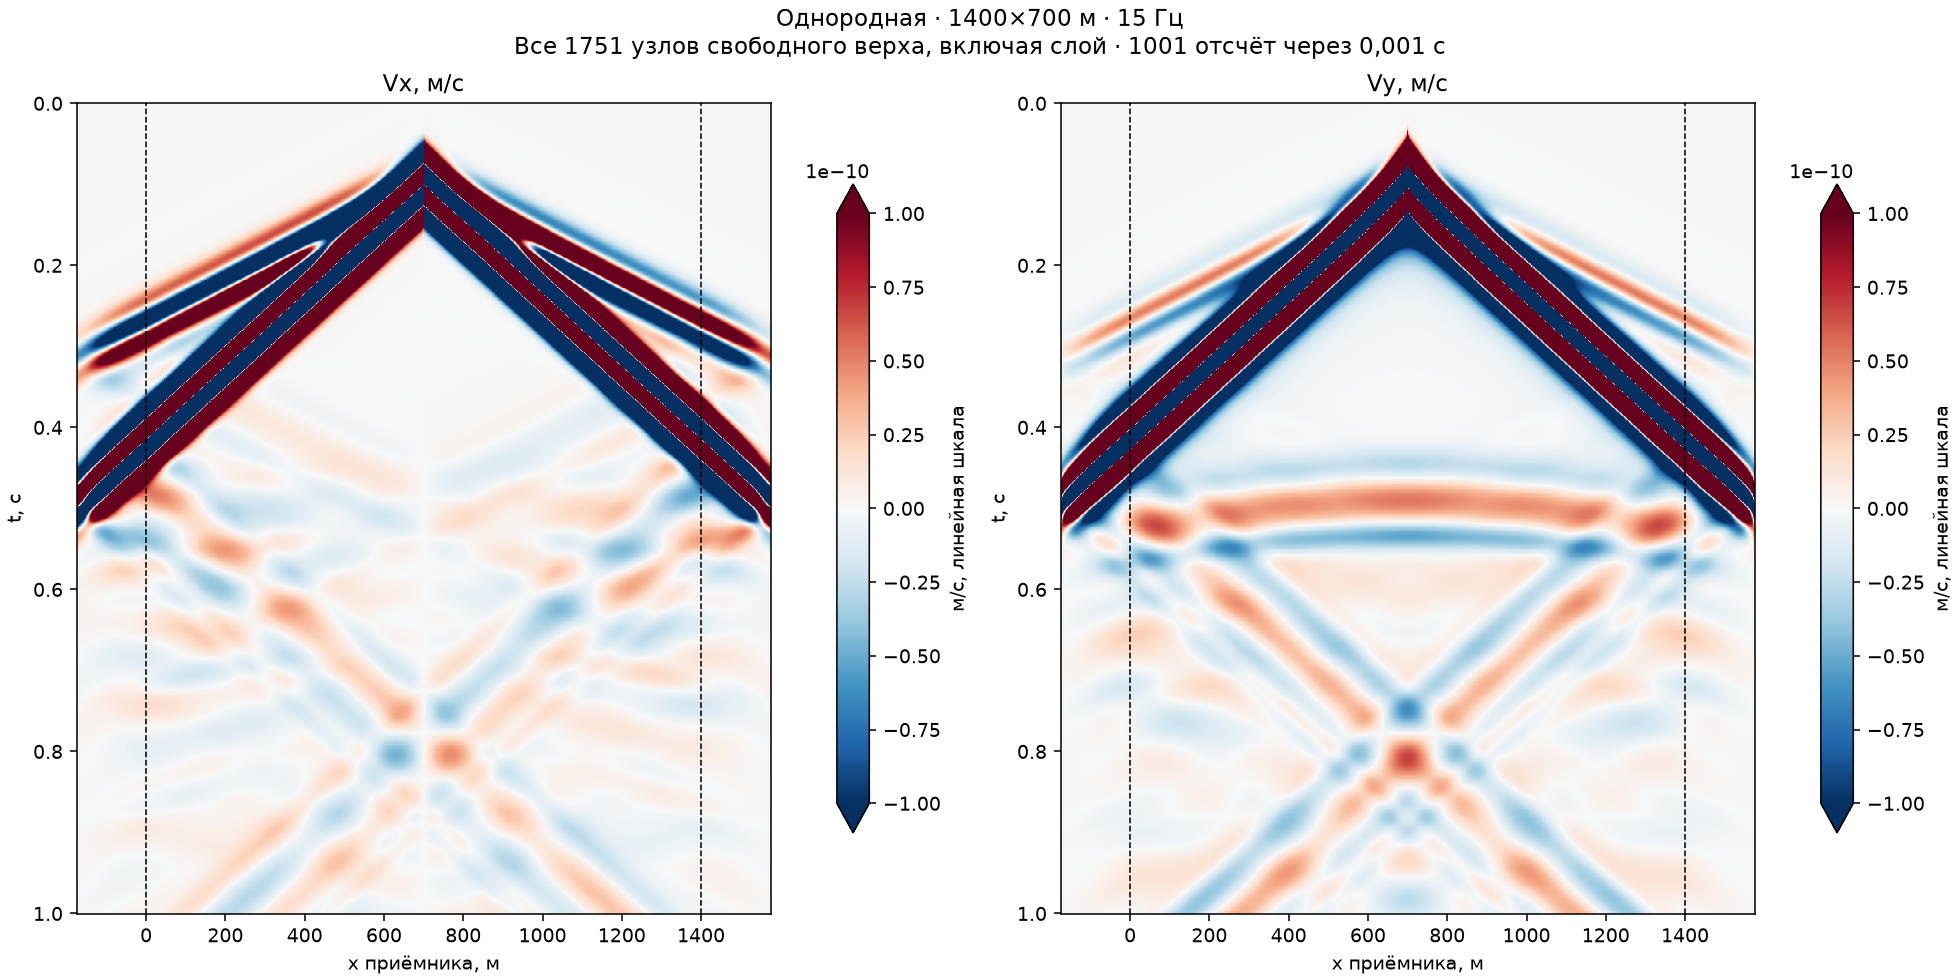 Однородная · 1400×700 м · 15 Гц
Все 1751 узлов свободного верха, включая слой · 1001 отсчёт через 0,001 с
Vx, м/с
0.0
0.2
0.4
0.6
0.8
1.0
t, с
0 200 400 600 800 1000 1200 1400
x приёмника, м
1e−10
1.00
0.75
0.50
0.25
0.00
−0.25
−0.50
−0.75
−1.00
м/с, линейная шкала
Vy, м/с
0.0
0.2
0.4
0.6
0.8
1.0
t, с
0 200 400 600 800 1000 1200 1400
x приёмника, м
1e−10
1.00
0.75
0.50
0.25
0.00
−0.25
−0.50
−0.75
−1.00
м/с, линейная шкала